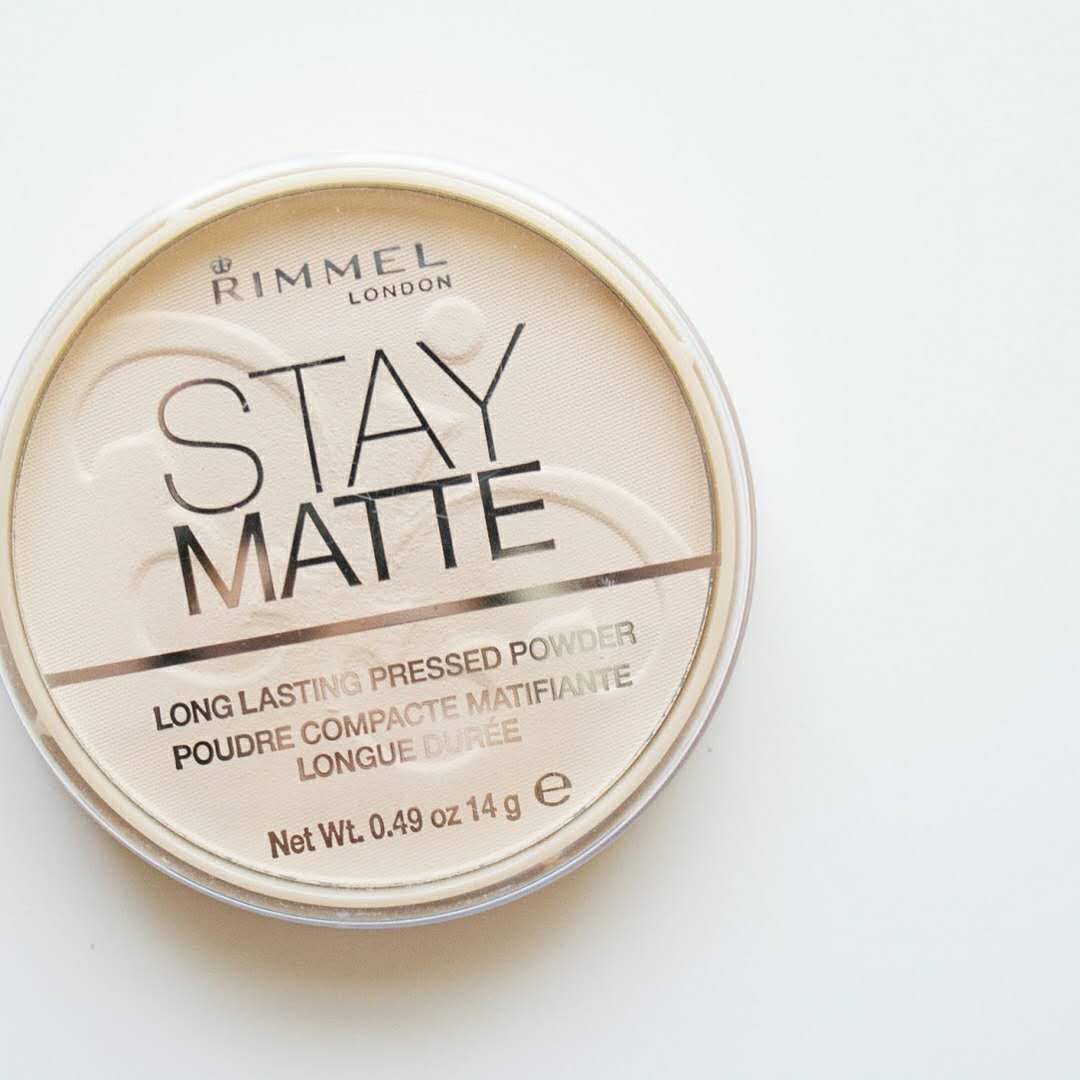 RIMMEL
LONDON
STAY
MATTE
LONG LASTING PRESSED POWDER
POUDRE COMPACTE MATIFIANTE
LONGUE DURÉE
Net Wt. 0.49 oz 14 g ℮